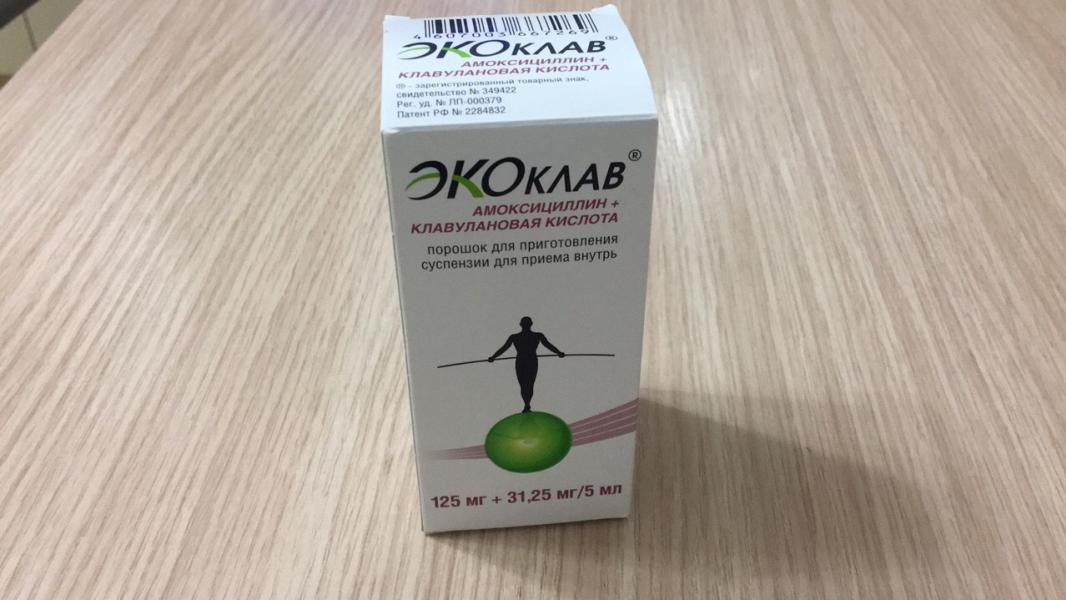 4607003667269
ЭКОКЛАВ®
АМОКСИЦИЛЛИН +
КЛАВУЛАНОВАЯ КИСЛОТА
® - зарегистрированный товарный знак,
свидетельство № 349422
Рег. уд. № ЛП-000379
Патент РФ № 2284832
ЭКОКЛАВ®
АМОКСИЦИЛЛИН +
КЛАВУЛАНОВАЯ КИСЛОТА
порошок для приготовления
суспензии для приема внутрь
125 мг + 31,25 мг/5 мл